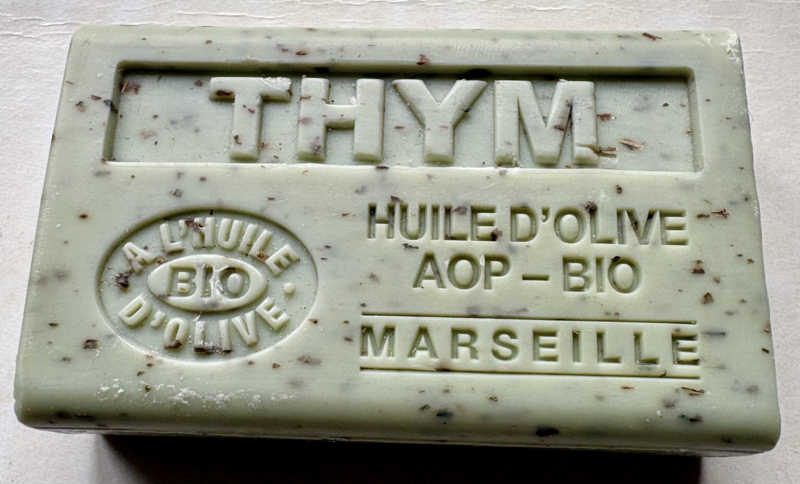 THYM
A L'HUILE
BIO
D'OLIVE
HUILE D'OLIVE
AOP – BIO
MARSEILLE